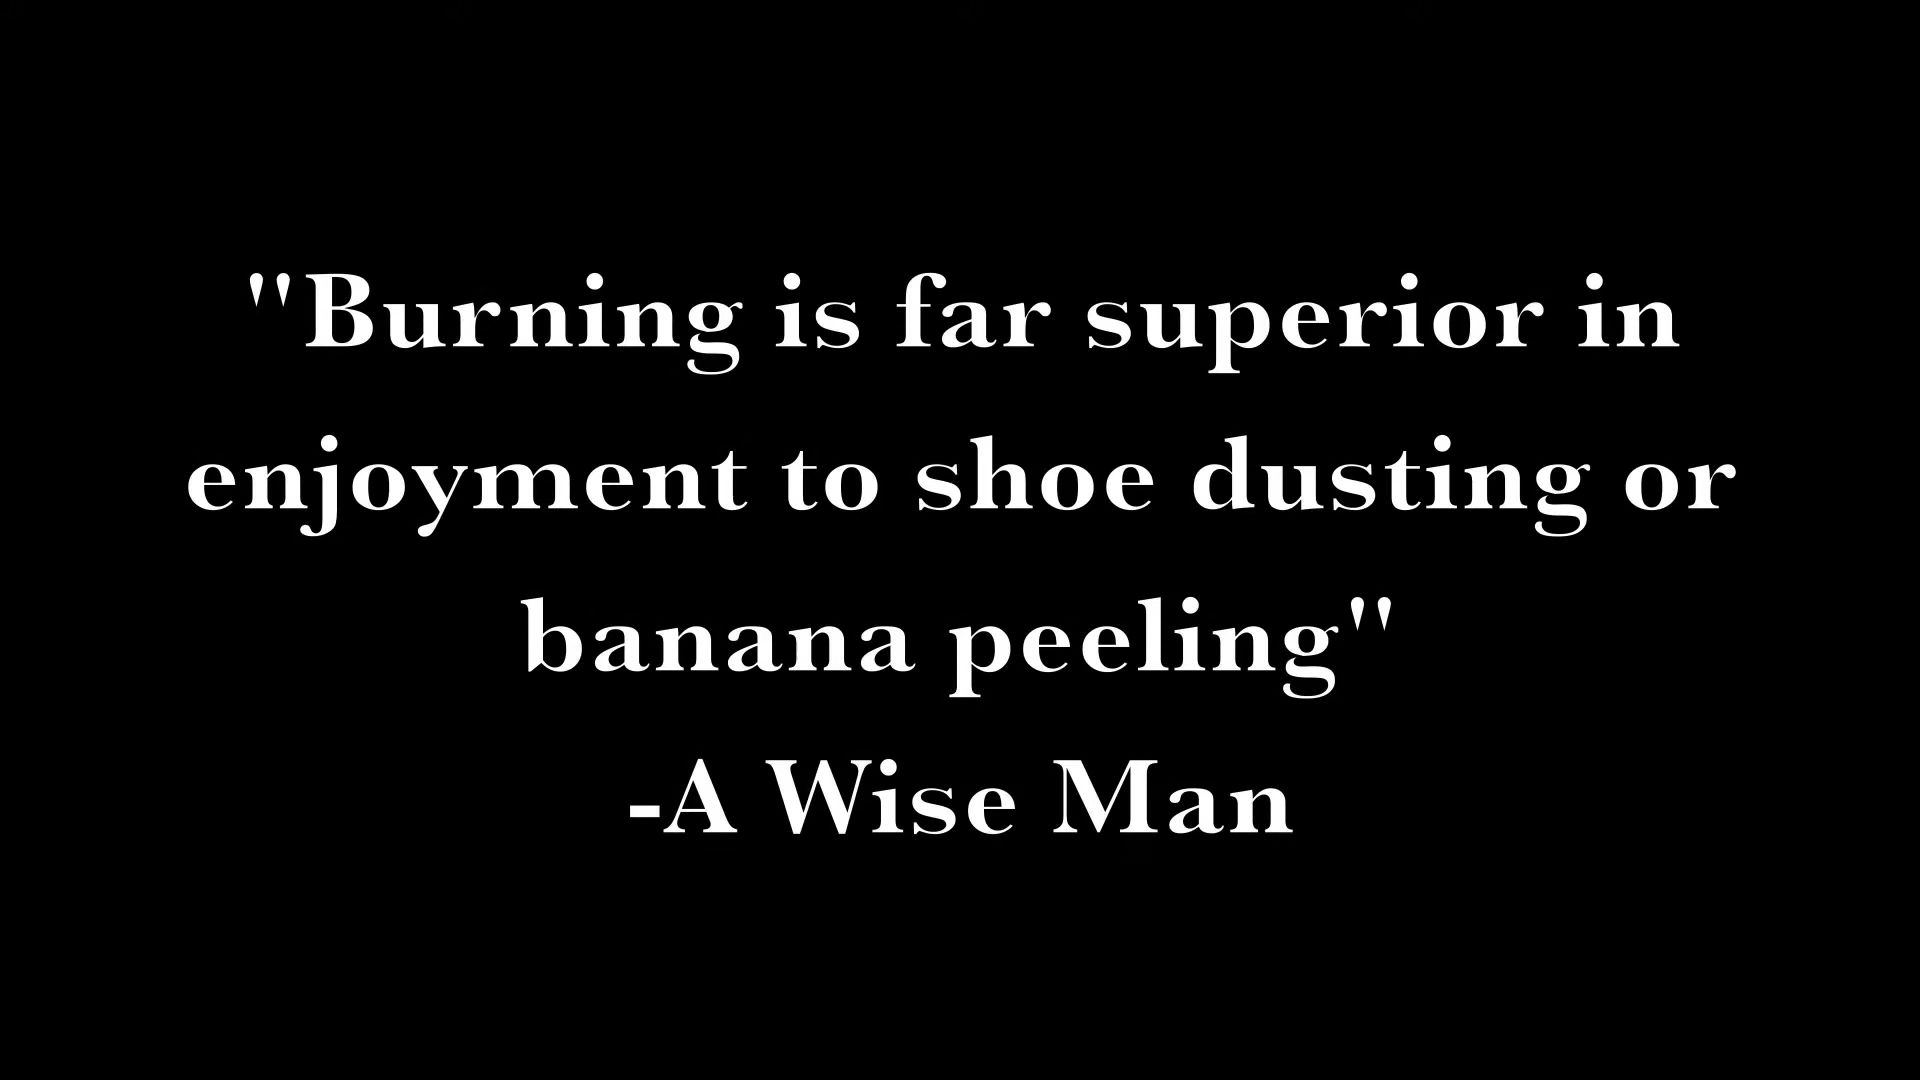 "Burning is far superior in
enjoyment to shoe dusting or
banana peeling"
-A Wise Man